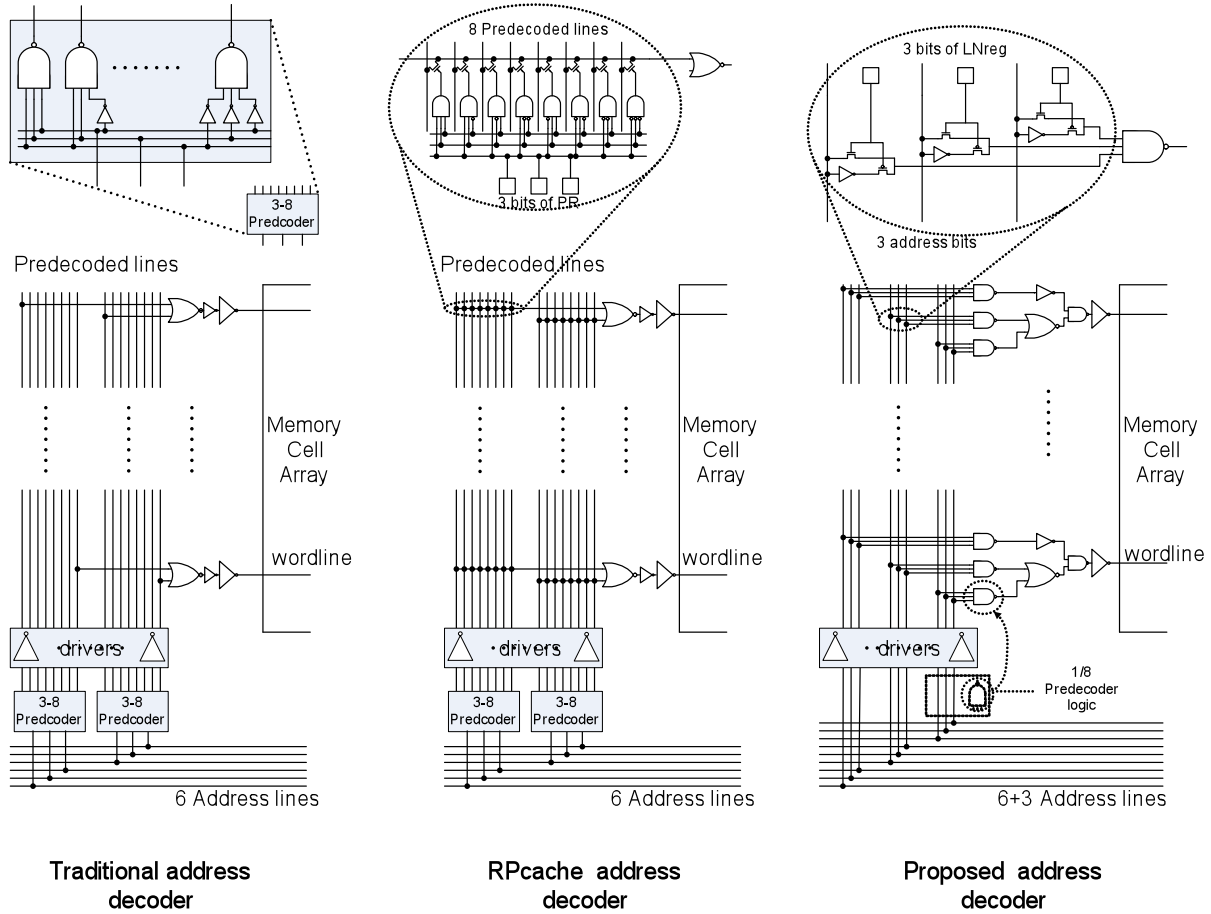 3-8
Predcoder
Predecoded lines
Memory
Cell
Array
wordline
drivers
3-8
Predcoder
3-8
Predcoder
6 Address lines
Traditional address
decoder
8 Predecoded lines
3 bits of PR
Predecoded lines
Memory
Cell
Array
wordline
drivers
3-8
Predcoder
3-8
Predcoder
6 Address lines
RPcache address
decoder
3 bits of LNreg
3 address bits
Memory
Cell
Array
wordline
drivers
1/8
Predecoder
logic
6+3 Address lines
Proposed address
decoder